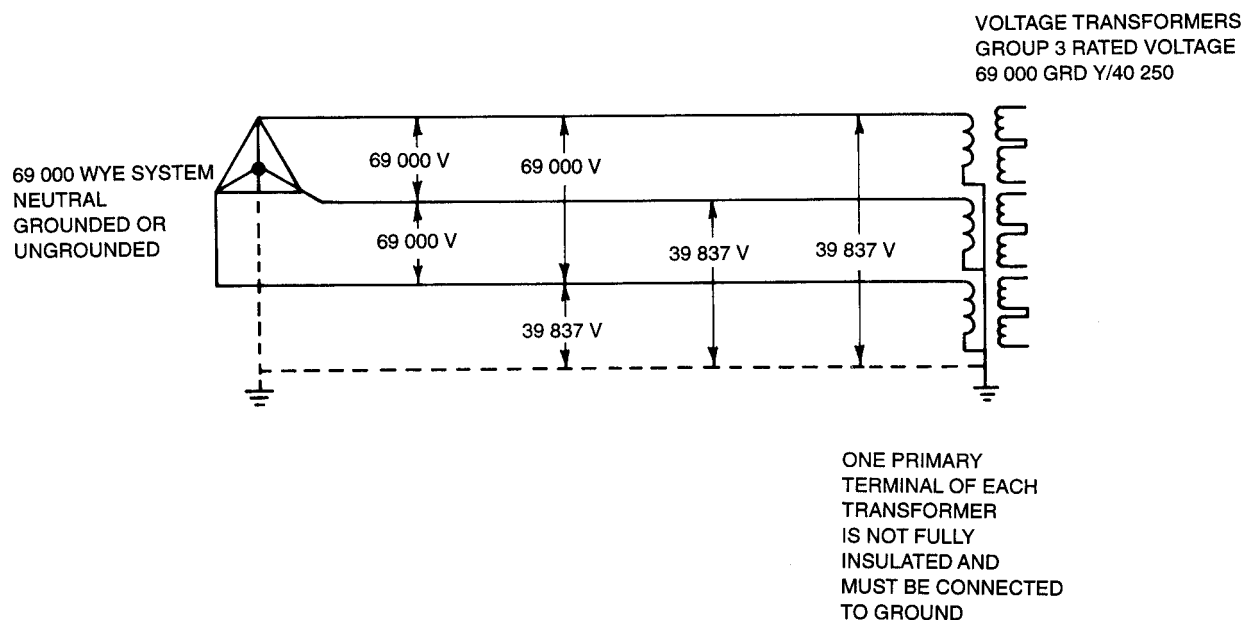 VOLTAGE TRANSFORMERS
GROUP 3 RATED VOLTAGE
69 000 GRD Y/40 250
69 000 WYE SYSTEM
NEUTRAL
GROUNDED OR
UNGROUNDED
69 000 V
69 000 V
69 000 V
39 837 V
39 837 V
39 837 V
ONE PRIMARY
TERMINAL OF EACH
TRANSFORMER
IS NOT FULLY
INSULATED AND
MUST BE CONNECTED
TO GROUND